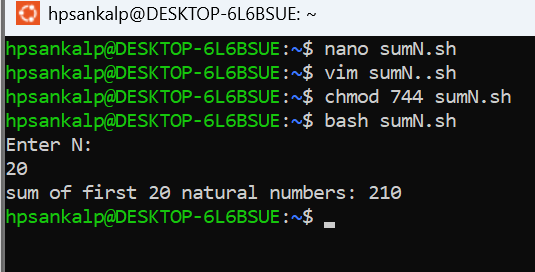 hpsankalp@DESKTOP-6L6BSUE: ~
hpsankalp@DESKTOP-6L6BSUE:~$ nano sumN.sh
hpsankalp@DESKTOP-6L6BSUE:~$ vim sumN..sh
hpsankalp@DESKTOP-6L6BSUE:~$ chmod 744 sumN.sh
hpsankalp@DESKTOP-6L6BSUE:~$ bash sumN.sh
Enter N:
20
sum of first 20 natural numbers: 210
hpsankalp@DESKTOP-6L6BSUE:~$